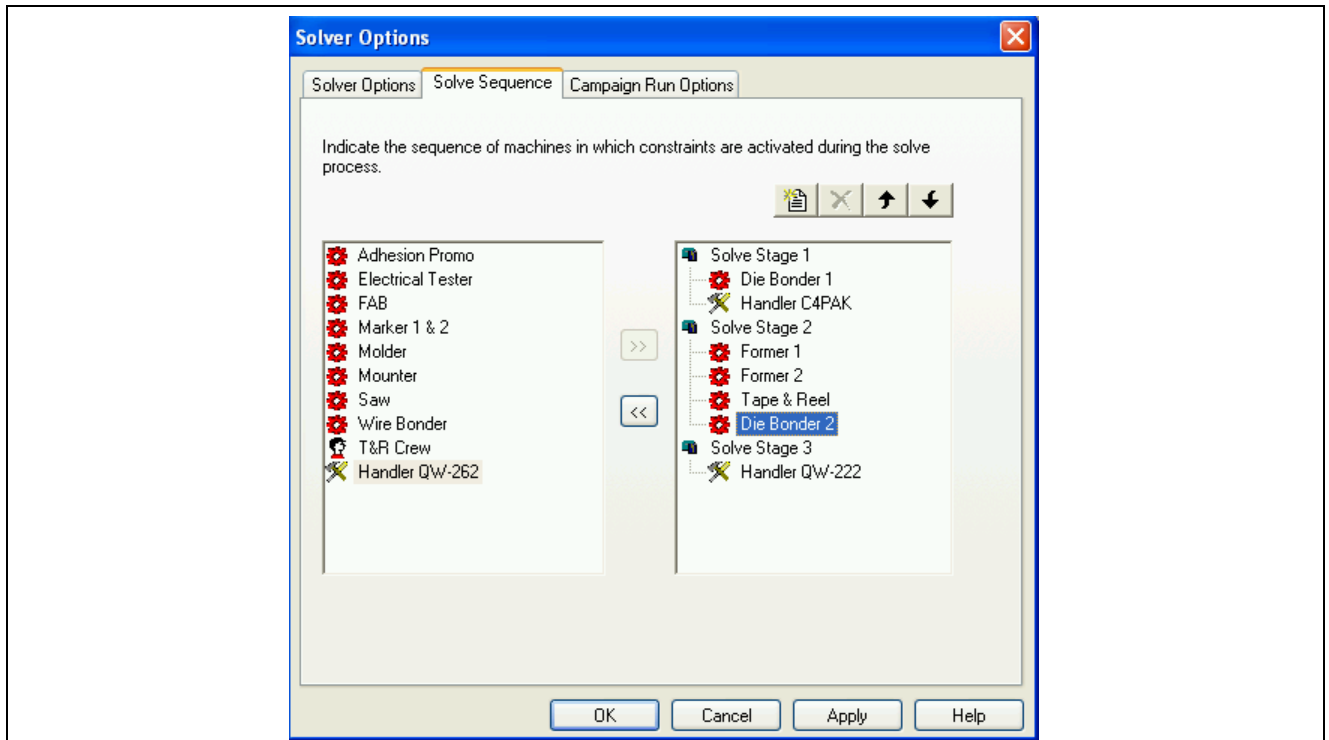 Solver Options
Solver Options Solve Sequence Campaign Run Options
Indicate the sequence of machines in which constraints are activated during the solve
process.
Adhesion Promo
Electrical Tester
FAB
Marker 1 & 2
Molder
Mounter
Saw
Wire Bonder
T&R Crew
Handler QW-262
>>
<<
Solve Stage 1
Die Bonder 1
Handler C4PAK
Solve Stage 2
Former 1
Former 2
Tape & Reel
Die Bonder 2
Solve Stage 3
Handler QW-222
OK Cancel Apply Help